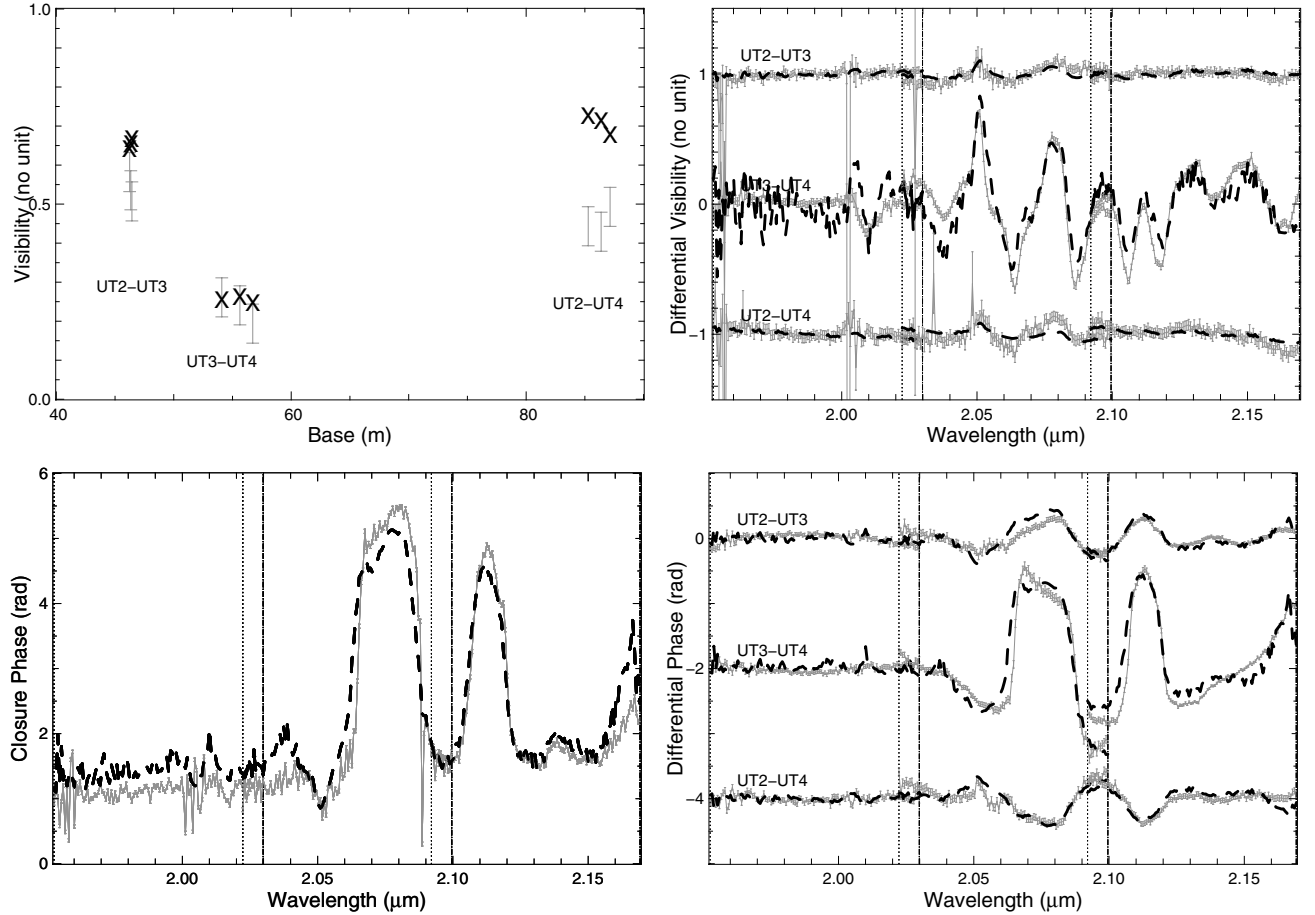 1.0
0.5
0.0
40
60
80
Base (m)
Visibility (no unit)
UT2−UT3
UT3−UT4
UT2−UT4
1
0
−1
2.00
2.05
2.10
2.15
Wavelength (μm)
Differential Visibility (no unit)
UT2−UT3
UT3−UT4
UT2−UT4
6
4
2
0
2.00
2.05
2.10
2.15
Wavelength (μm)
Closure Phase (rad)
0
−2
−4
2.00
2.05
2.10
2.15
Wavelength (μm)
Differential Phase (rad)
UT2−UT3
UT3−UT4
UT2−UT4